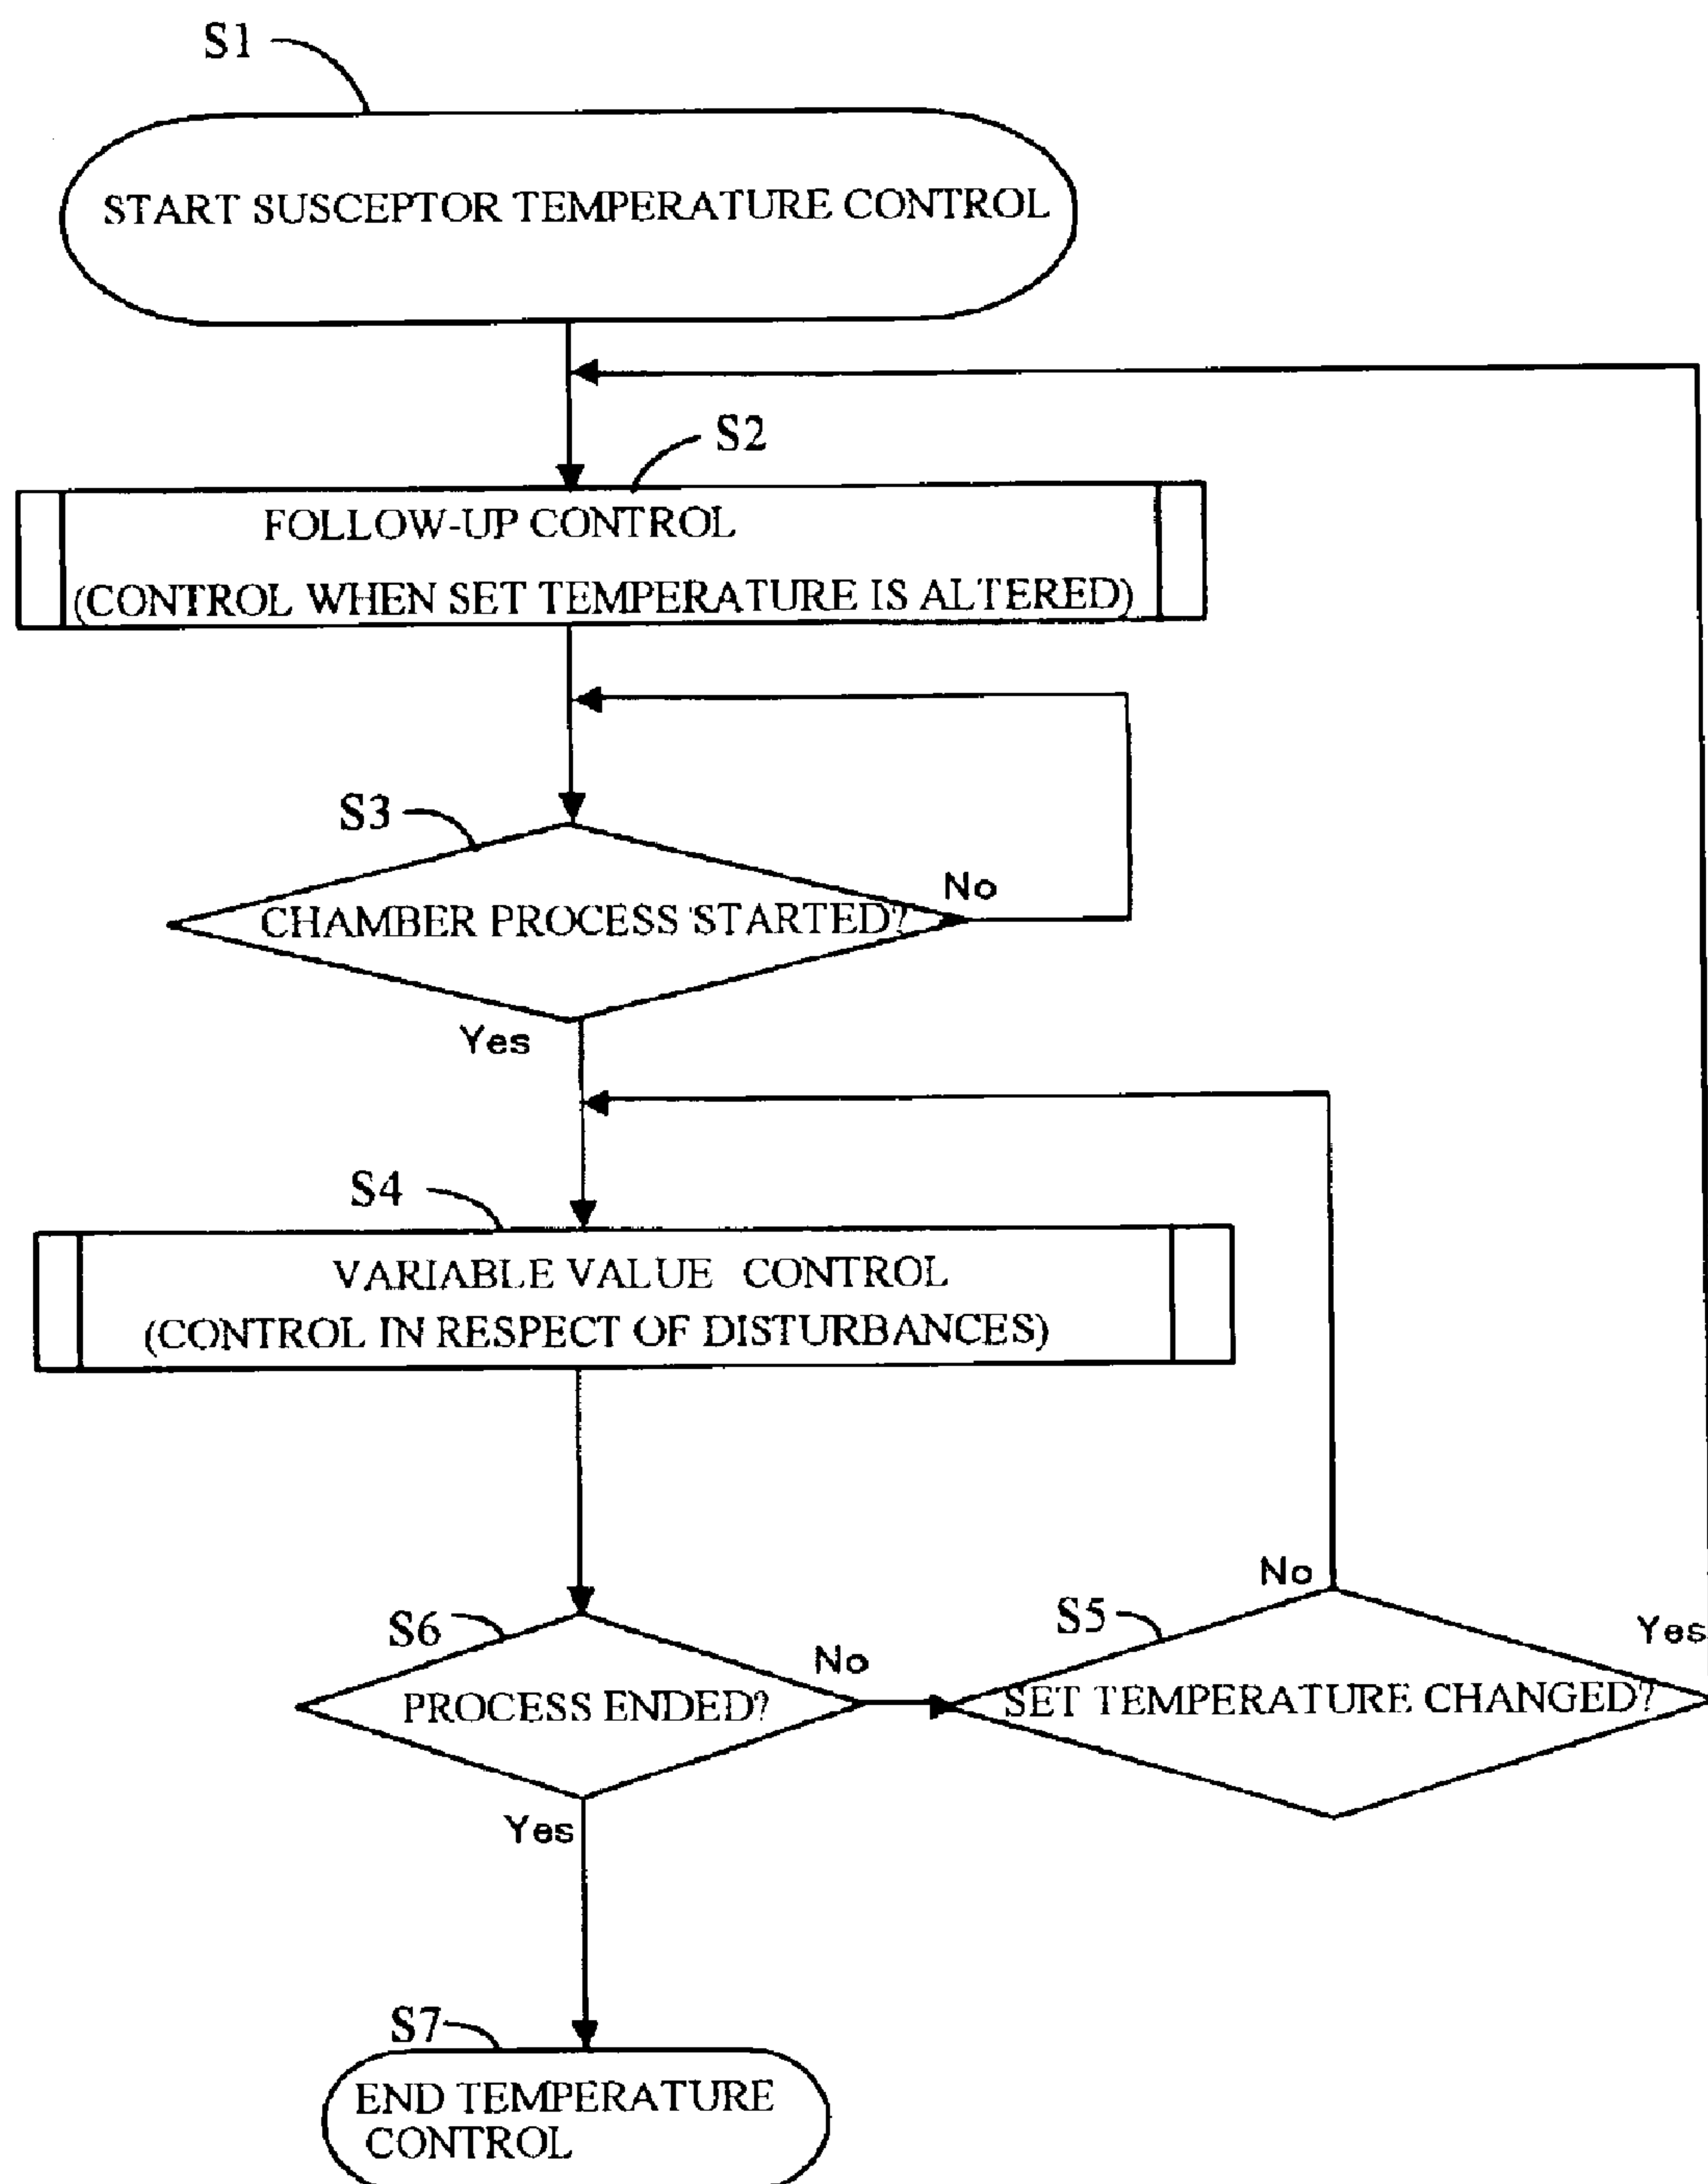 S1
START SUSCEPTOR TEMPERATURE CONTROL
S2
FOLLOW-UP CONTROL
(CONTROL WHEN SET TEMPERATURE IS ALTERED)
S3
No
CHAMBER PROCESS STARTED?
Yes
S4
VARIABLE VALUE CONTROL
(CONTROL IN RESPECT OF DISTURBANCES)
S6
No
PROCESS ENDED?
Yes
S5
No
Yes
SET TEMPERATURE CHANGED?
S7
END TEMPERATURE
CONTROL